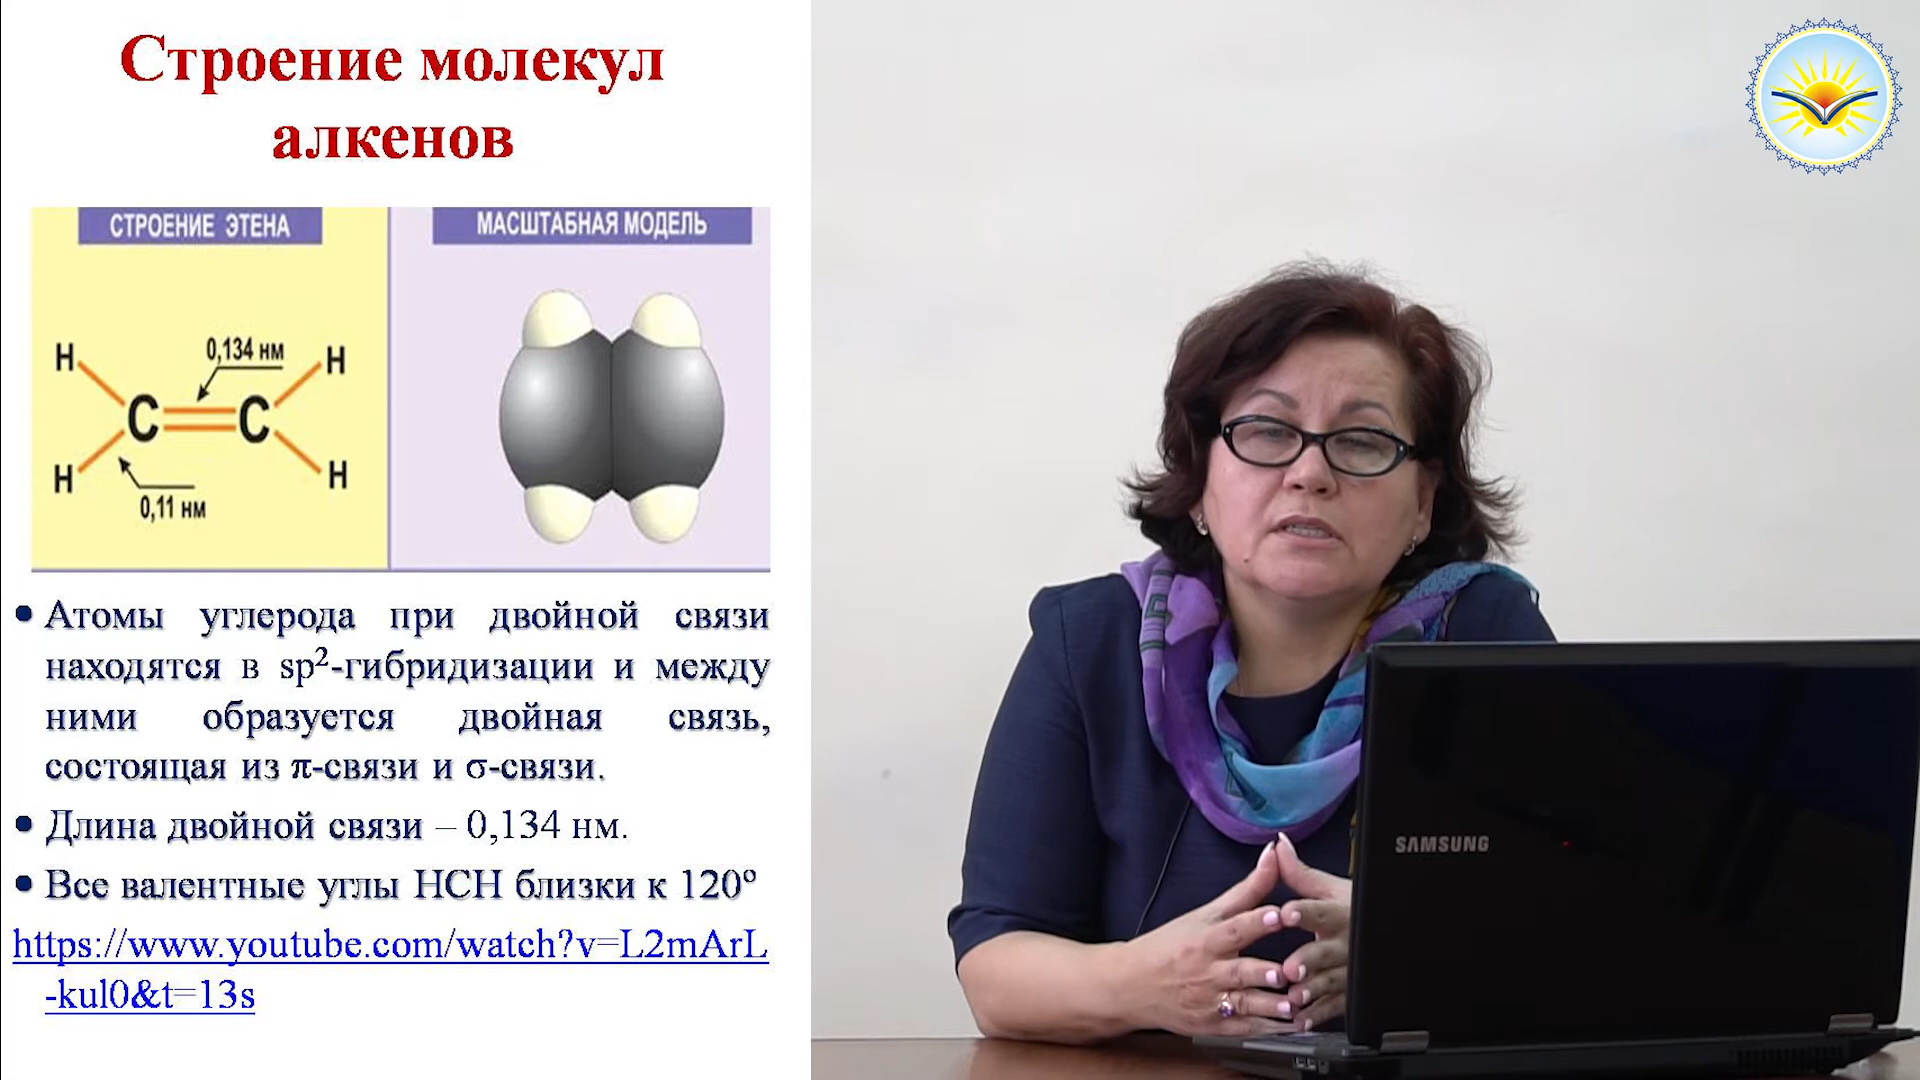 Строение молекул
алкенов
СТРОЕНИЕ ЭТЕНА
МАСШТАБНАЯ МОДЕЛЬ
H
0,134 нм
H
C
C
H
H
0,11 нм
• Атомы углерода при двойной связи
находятся в sp²-гибридизации и между
ними образуется двойная связь,
состоящая из π-связи и σ-связи.
• Длина двойной связи – 0,134 нм.
• Все валентные углы НСН близки к 120º
https://www.youtube.com/watch?v=L2mArL
-kul0&t=13s
SAMSUNG